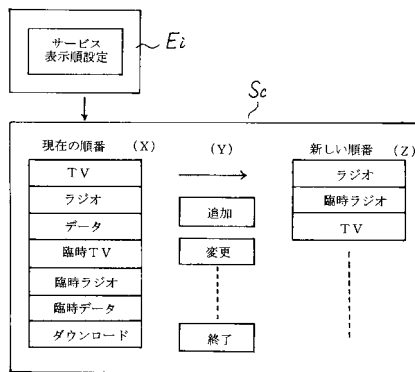 サービス
表示順設定
Ei
Sc
現在の順番 (X) (Y) 新しい順番 (Z)
TV
ラジオ
データ
臨時TV
臨時ラジオ
臨時データ
ダウンロード
追加
変更
終了
ラジオ
臨時ラジオ
TV